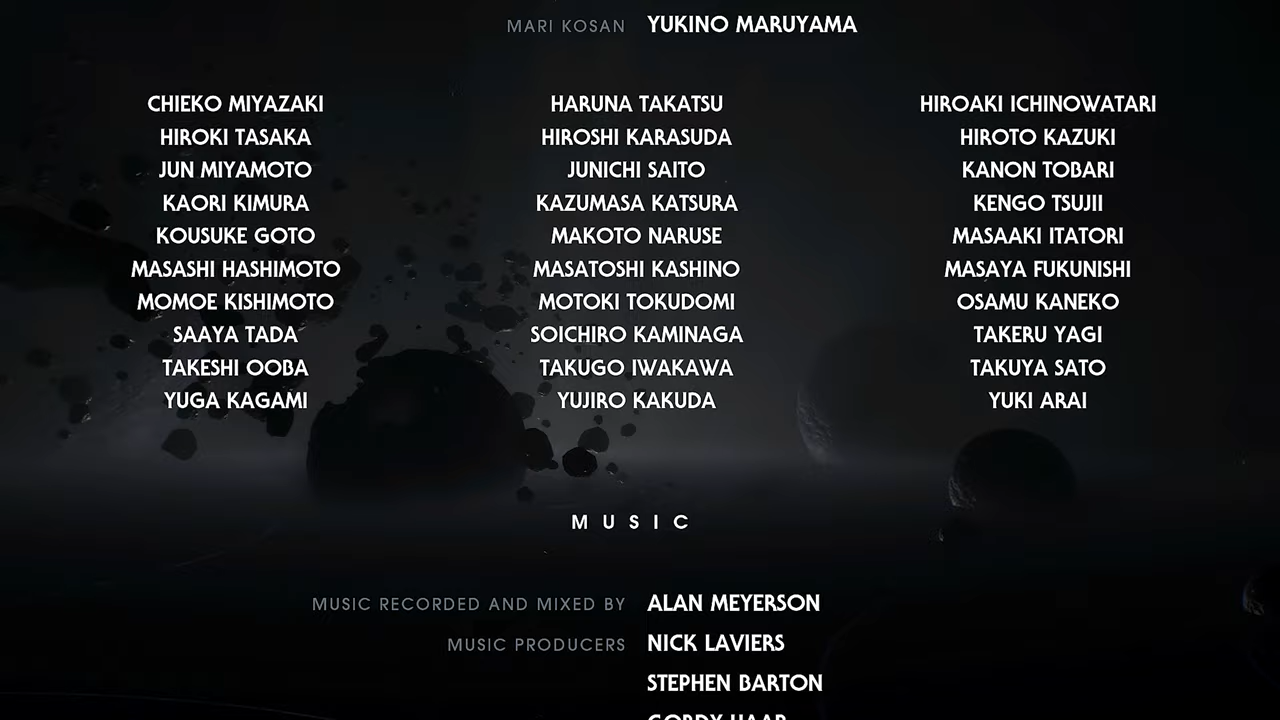 MARI KOSAN YUKINO MARUYAMA
CHIEKO MIYAZAKI HARUNA TAKATSU HIROAKI ICHINOWATARI
HIROKI TASAKA HIROSHI KARASUDA HIROTO KAZUKI
JUN MIYAMOTO JUNICHI SAITO KANON TOBARI
KAORI KIMURA KAZUMASA KATSURA KENGO TSUJII
KOUSUKE GOTO MAKOTO NARUSE MASAAKI ITATORI
MASASHI HASHIMOTO MASATOSHI KASHINO MASAYA FUKUNISHI
MOMOE KISHIMOTO MOTOKI TOKUDOMI OSAMU KANEKO
SAAYA TADA SOICHIRO KAMINAGA TAKERU YAGI
TAKESHI OOBA TAKUGO IWAKAWA TAKUYA SATO
YUGA KAGAMI YUJIRO KAKUDA YUKI ARAI
MUSIC
MUSIC RECORDED AND MIXED BY ALAN MEYERSON
MUSIC PRODUCERS NICK LAVIERS
STEPHEN BARTON
GORDY HAAB